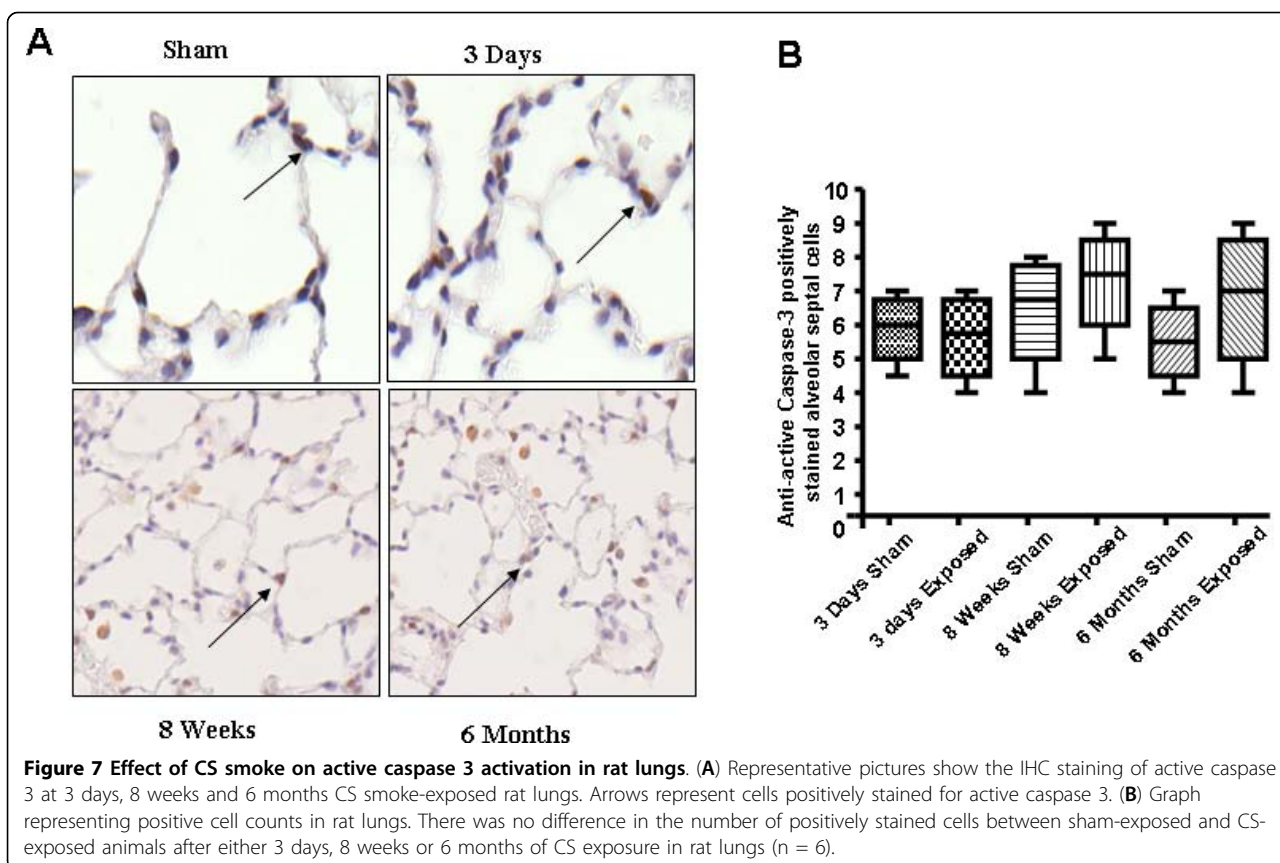 A
Sham
3 Days
8 Weeks
6 Months
B
Anti-active Caspase-3 positively
stained alveolar septal cells
10
9
8
7
6
5
4
3
2
1
0
3 Days Sham
3 days Exposed
8 Weeks Sham
8 Weeks Exposed
6 Months Sham
6 Months Exposed
Figure 7 Effect of CS smoke on active caspase 3 activation in rat lungs. (A) Representative pictures show the IHC staining of active caspase
3 at 3 days, 8 weeks and 6 months CS smoke-exposed rat lungs. Arrows represent cells positively stained for active caspase 3. (B) Graph
representing positive cell counts in rat lungs. There was no difference in the number of positively stained cells between sham-exposed and CS-
exposed animals after either 3 days, 8 weeks or 6 months of CS exposure in rat lungs (n = 6).